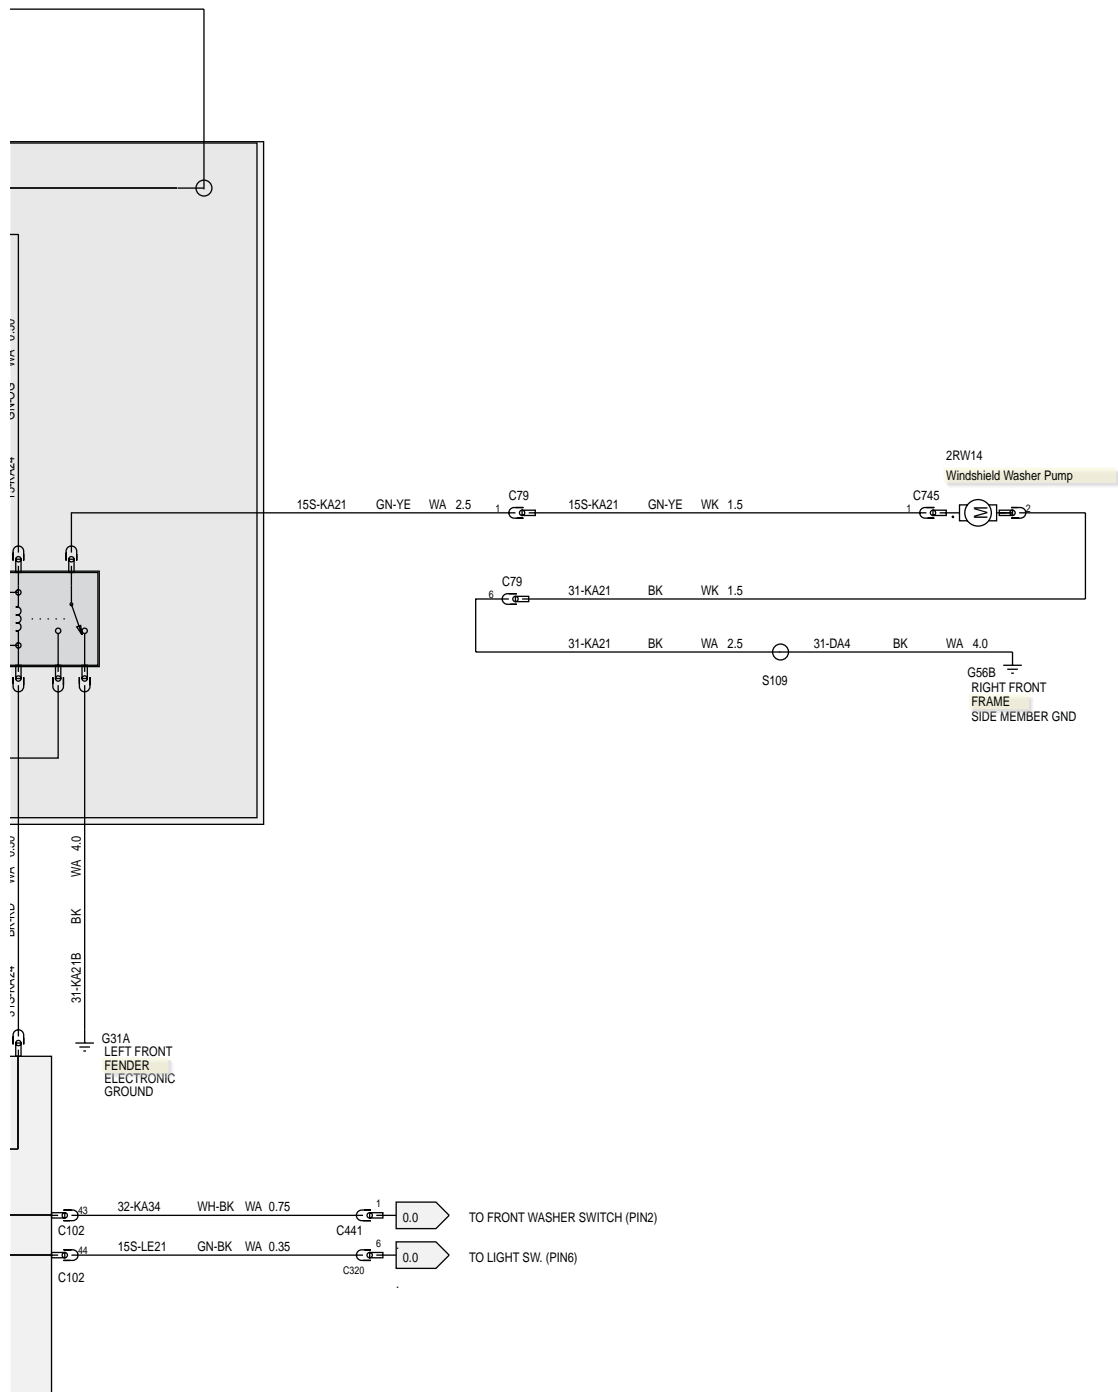 2RW14
Windshield Washer Pump
15S-KA21 GN-YE WA 2.5
1
C79
15S-KA21 GN-YE WK 1.5
C745
1
M
2
C79
6
31-KA21 BK WK 1.5
31-KA21 BK WA 2.5
S109
31-DA4 BK WA 4.0
G56B
RIGHT FRONT
FRAME
SIDE MEMBER GND
31-KA21B BK WA 4.0
G31A
LEFT FRONT
FENDER
ELECTRONIC
GROUND
43
C102
32-KA34 WH-BK WA 0.75
C441
1
0.0
TO FRONT WASHER SWITCH (PIN2)
44
C102
15S-LE21 GN-BK WA 0.35
C320
6
0.0
TO LIGHT SW. (PIN6)